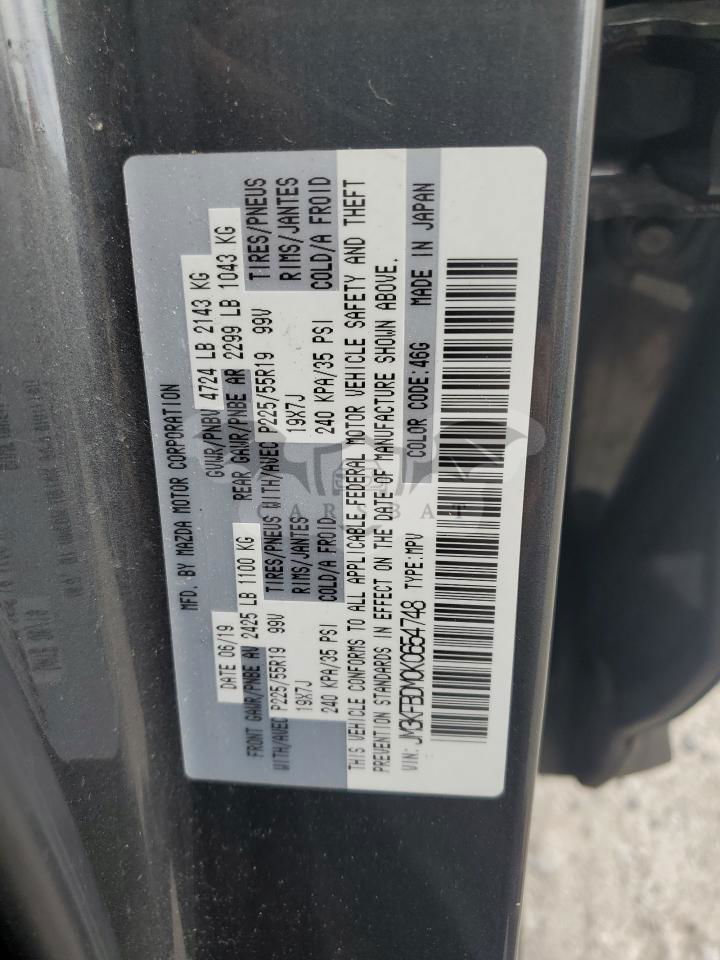 MFD. BY MAZDA MOTOR CORPORATION
DATE 06/19 GVWR/PNBV 4724 LB 2143 KG
FRONT GAWR/PNBE AV 2425 LB 1100 KG REAR GAWR/PNBE AR 2299 LB 1043 KG
WITH/AVEC P225/55R19 99V TIRES/PNEUS WITH/AVEC P225/55R19 99V TIRES/PNEUS
19X7J RIMS/JANTES 19X7J RIMS/JANTES
240 KPA/35 PSI COLD/A FROID 240 KPA/35 PSI COLD/A FROID
THIS VEHICLE CONFORMS TO ALL APPLICABLE FEDERAL MOTOR VEHICLE SAFETY AND THEFT
PREVENTION STANDARDS IN EFFECT ON THE DATE OF MANUFACTURE SHOWN ABOVE.
VIN: JM3KFBDM0K0654748 TYPE: MPV COLOR CODE: 46G MADE IN JAPAN
CARSBAT